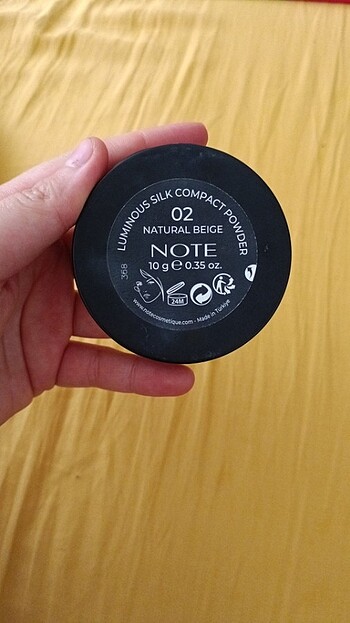 LUMINOUS SILK COMPACT POWDER
02
NATURAL BEIGE
NOTE
10 g e 0.35 oz.
368
24M
www.notecosmetique.com - Made in Türkiye